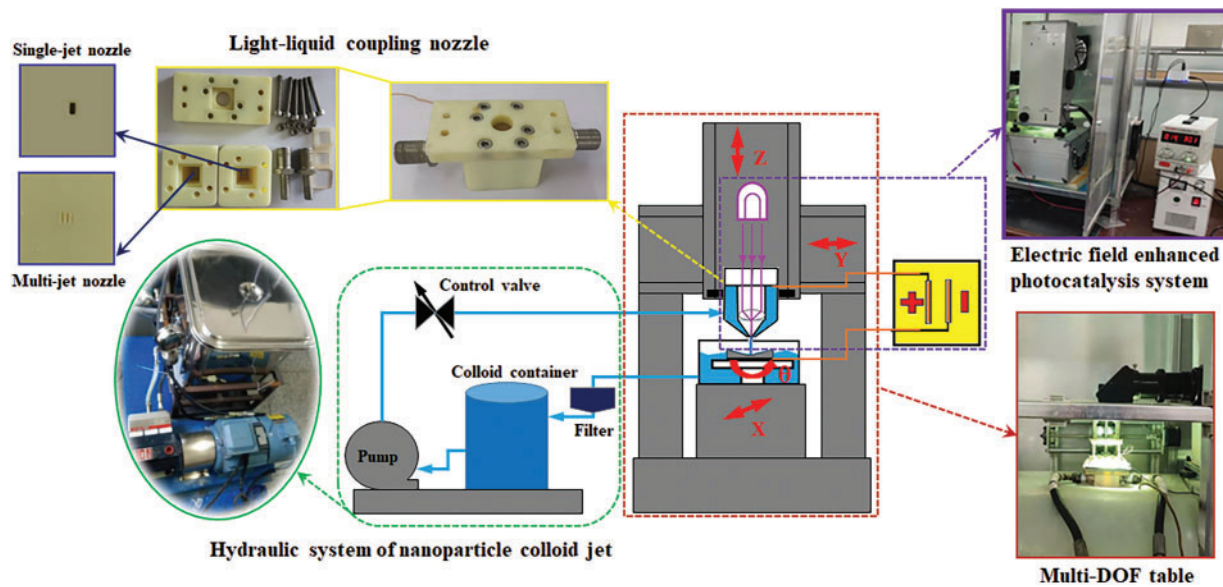 Single-jet nozzle
Light-liquid coupling nozzle
Multi-jet nozzle
Z
Y
Electric field enhanced
photocatalysis system
Control valve
+ -
Colloid container
θ
X
Filter
Pump
Hydraulic system of nanoparticle colloid jet
Multi-DOF table